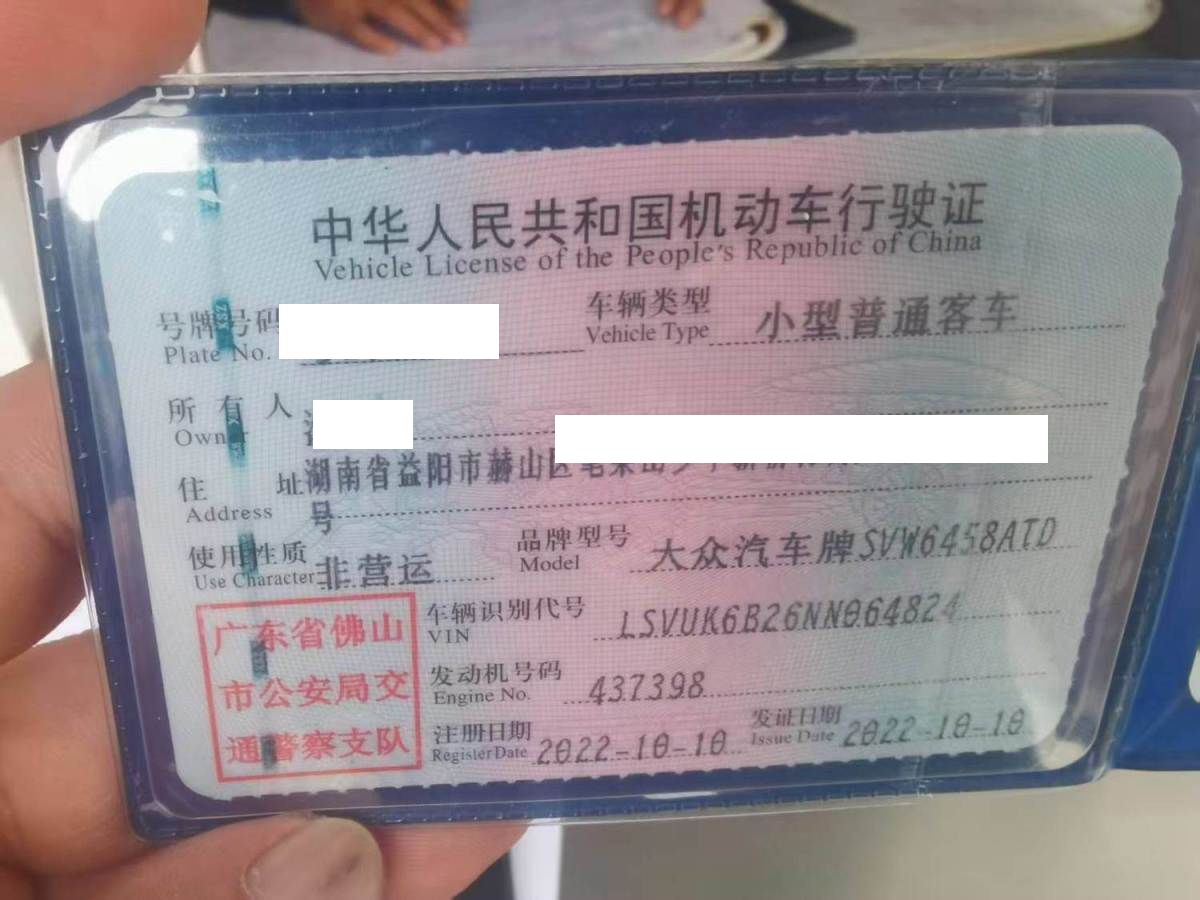 中华人民共和国机动车行驶证
Vehicle License of the People's Republic of China
号牌号码
Plate No.
车辆类型 小型普通客车
Vehicle Type
所有人
Owner
住址 湖南省益阳市赫山区
Address 号
使用性质 非营运
Use Character
品牌型号 大众汽车牌SVW6458ATD
Model
广东省佛山
市公安局交
通警察支队
车辆识别代号 LSVUK6B26NN064824
VIN
发动机号码 437398
Engine No.
注册日期 2022-10-10
Register Date
发证日期 2022-10-10
Issue Date